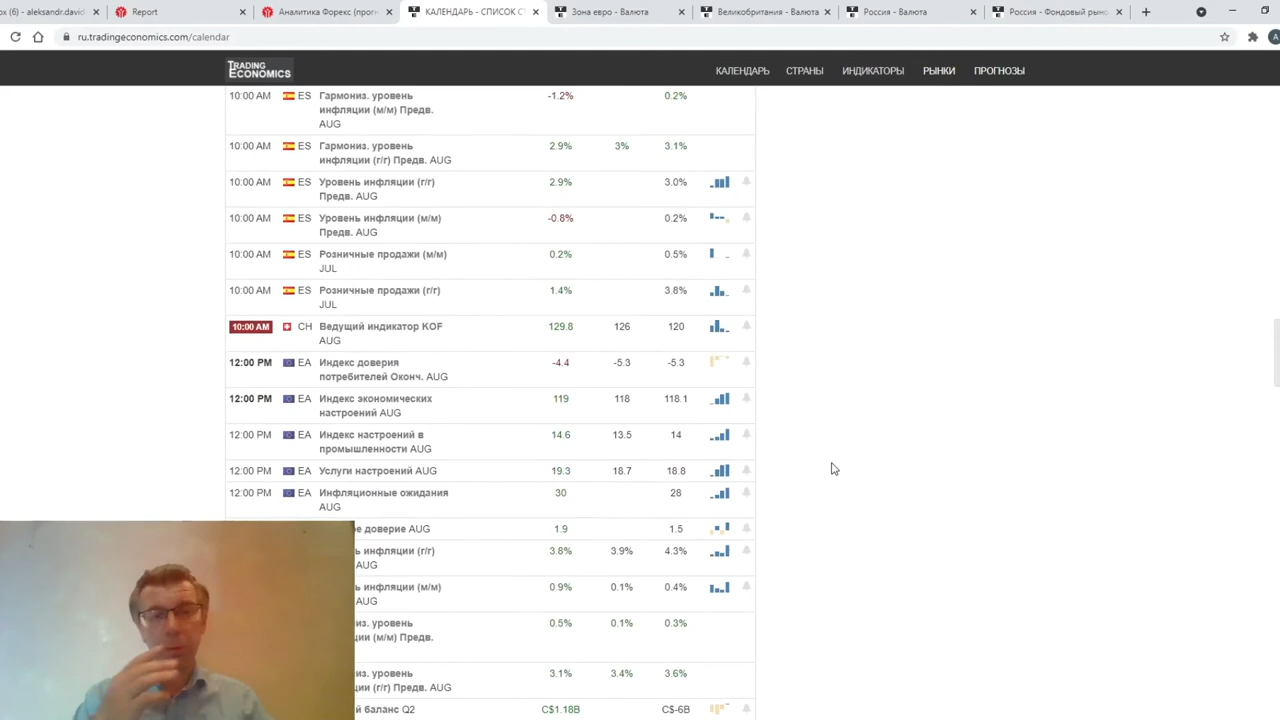 ox (6) - aleksandr.david
Report
Аналитика Форекс (прог
КАЛЕНДАРЬ - СПИСОК СТ
Зона евро - Валюта
Великобритания - Валюта
Россия - Валюта
Россия - Фондовый рыно
ru.tradingeconomics.com/calendar
TRADING
ECONOMICS
КАЛЕНДАРЬ СТРАНЫ ИНДИКАТОРЫ РЫНКИ ПРОГНОЗЫ
10:00 AM ES Гармониз. уровень -1.2% 0.2%
инфляции (м/м) Предв.
AUG
10:00 AM ES Гармониз. уровень 2.9% 3% 3.1%
инфляции (г/г) Предв. AUG
10:00 AM ES Уровень инфляции (г/г) 2.9% 3.0%
Предв. AUG
10:00 AM ES Уровень инфляции (м/м) -0.8% 0.2%
Предв. AUG
10:00 AM ES Розничные продажи (м/м) 0.2% 0.5%
JUL
10:00 AM ES Розничные продажи (г/г) 1.4% 3.8%
JUL
10:00 AM CH Ведущий индикатор KOF 129.8 126 120
AUG
12:00 PM EA Индекс доверия -4.4 -5.3 -5.3
потребителей Оконч. AUG
12:00 PM EA Индекс экономических 119 118 118.1
настроений AUG
12:00 PM EA Индекс настроений в 14.6 13.5 14
промышленности AUG
12:00 PM EA Услуги настроений AUG 19.3 18.7 18.8
12:00 PM EA Инфляционные ожидания 30 28
AUG
ое доверие AUG 1.9 1.5
ь инфляции (г/г) 3.8% 3.9% 4.3%
AUG
ь инфляции (м/м) 0.9% 0.1% 0.4%
AUG
из. уровень 0.5% 0.1% 0.3%
ии (м/м) Предв.
из. уровень 3.1% 3.4% 3.6%
ии (г/г) Предв. AUG
й баланс Q2 C$1.18B C$-6B